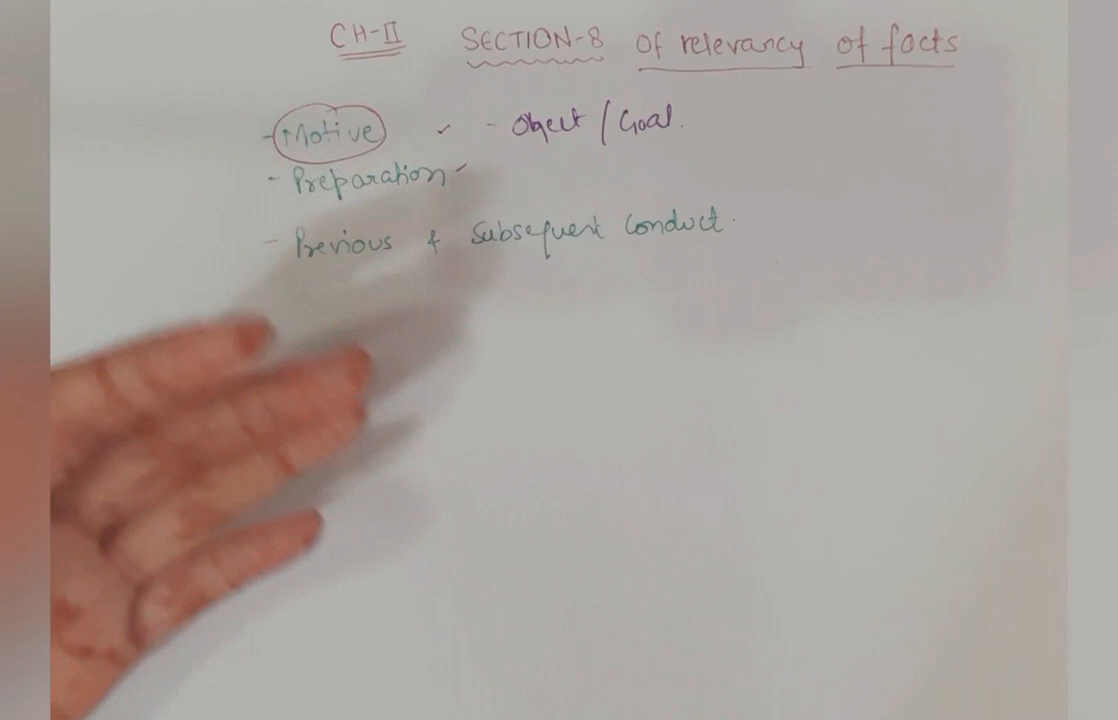 CH-II SECTION-8 Of relevancy of facts
- Motive ✓ - Object / Goal.
- Preparation -
- Previous & Subsequent Conduct.